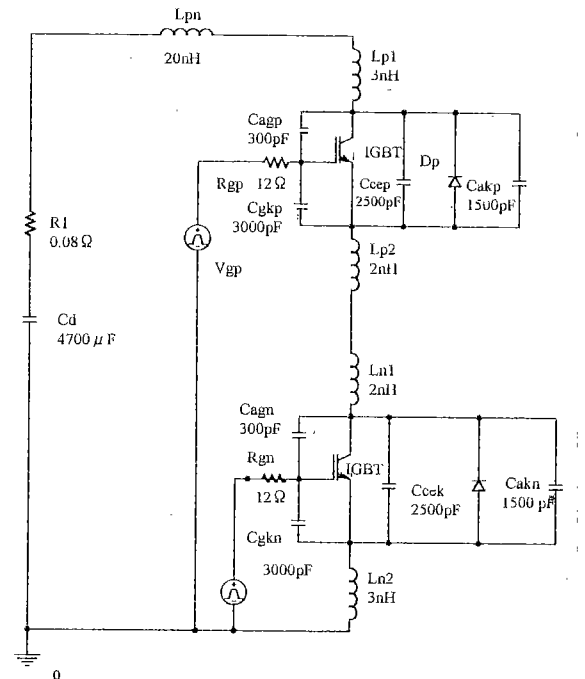 Lpn
20nH
Lp1
3nH
Cagp
300pF
IGBT
Dp
Rgp
12Ω
Ccep
2500pF
Cakp
1500pF
Cgkp
3000pF
R1
0.08Ω
Vgp
Lp2
2nH
Cd
4700μF
Ln1
2nH
Cagn
300pF
Rgn
IGBT
12Ω
Ccek
2500pF
Cakn
1500pF
Cgkn
3000pF
Ln2
3nH
0